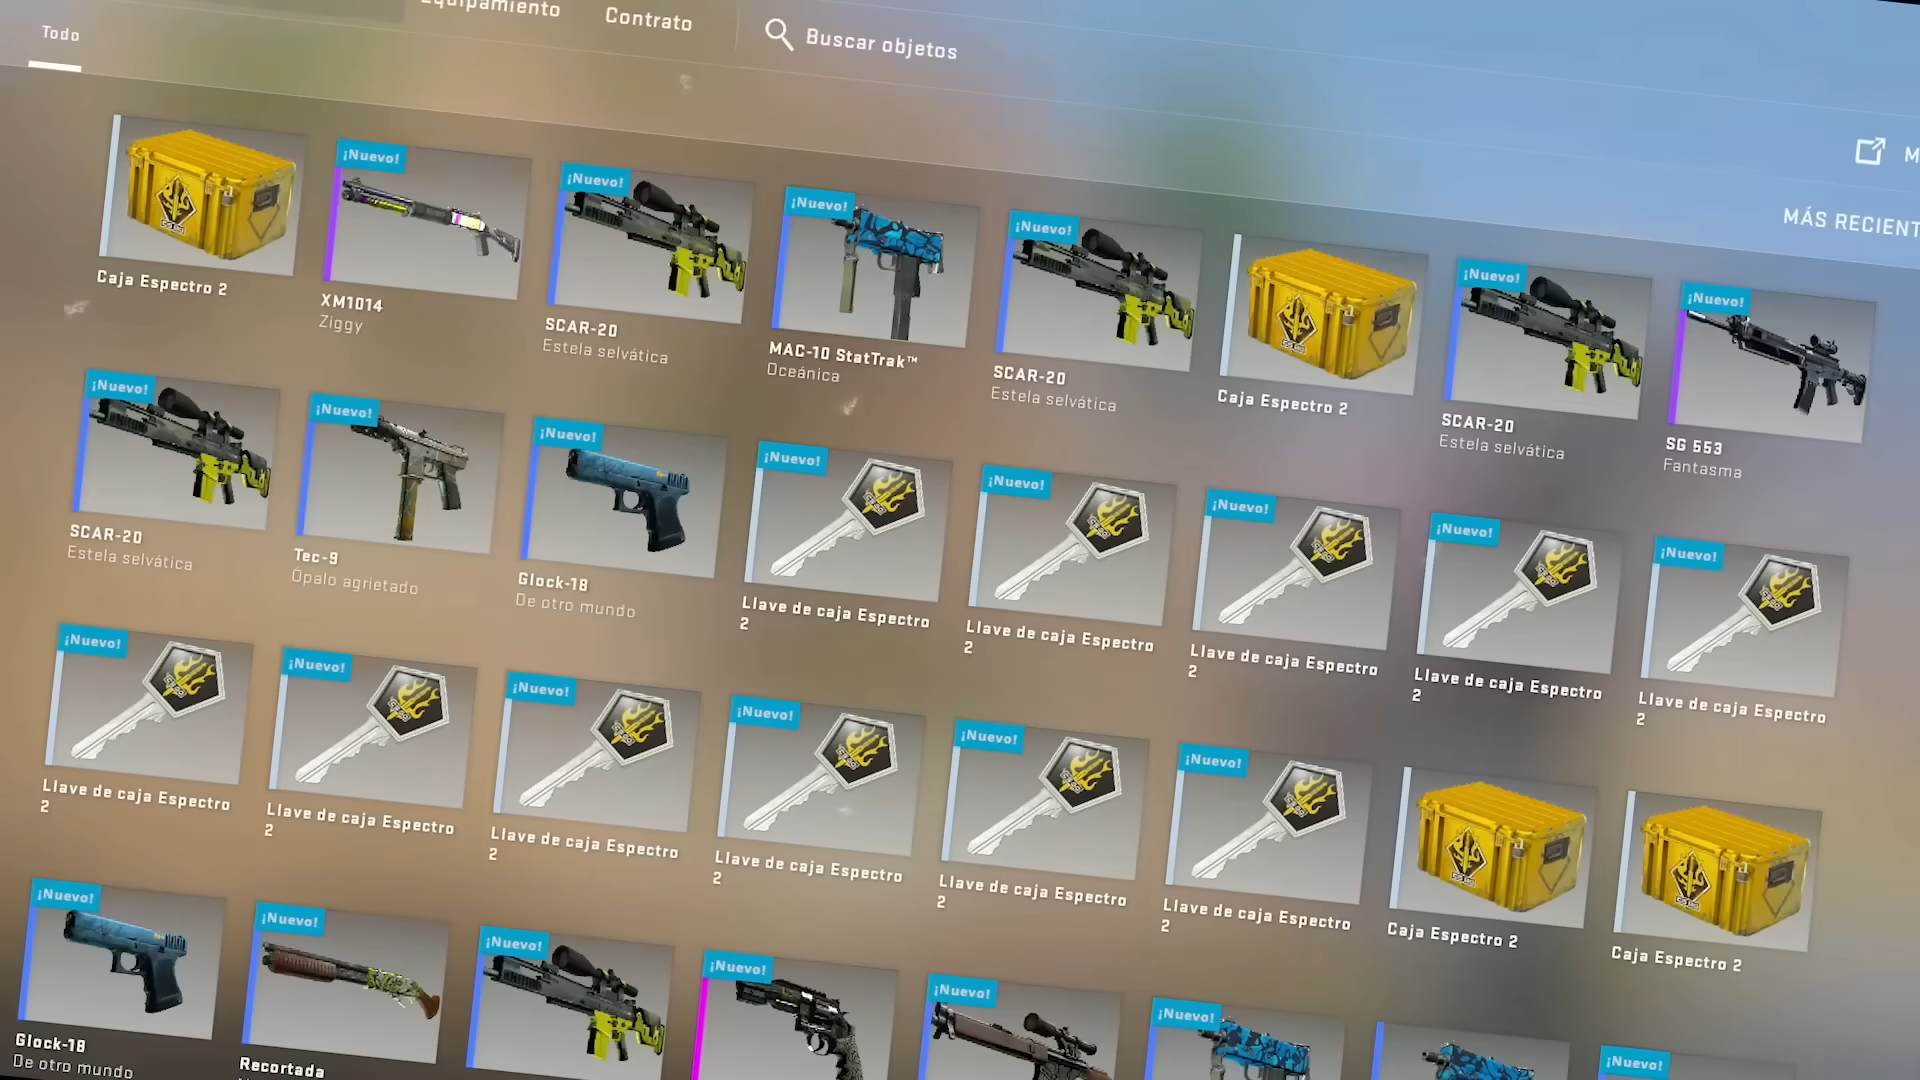 Equipamiento
Contrato
Buscar objetos
Todo
MÁS RECIENT
Caja Espectro 2
¡Nuevo!
XM1014
Ziggy
¡Nuevo!
SCAR-20
Estela selvática
¡Nuevo!
MAC-10 StatTrak™
Oceánica
¡Nuevo!
SCAR-20
Estela selvática
Caja Espectro 2
¡Nuevo!
SCAR-20
Estela selvática
¡Nuevo!
SG 553
Fantasma
¡Nuevo!
SCAR-20
Estela selvática
¡Nuevo!
Tec-9
Ópalo agrietado
¡Nuevo!
Glock-18
De otro mundo
¡Nuevo!
Llave de caja Espectro
2
¡Nuevo!
Llave de caja Espectro
2
¡Nuevo!
Llave de caja Espectro
2
¡Nuevo!
Llave de caja Espectro
2
¡Nuevo!
Llave de caja Espectro
2
¡Nuevo!
Llave de caja Espectro
2
¡Nuevo!
Llave de caja Espectro
2
¡Nuevo!
Llave de caja Espectro
2
¡Nuevo!
Llave de caja Espectro
2
¡Nuevo!
Llave de caja Espectro
2
¡Nuevo!
Llave de caja Espectro
2
Caja Espectro 2
Caja Espectro 2
¡Nuevo!
Glock-18
De otro mundo
¡Nuevo!
Recortada
¡Nuevo!
¡Nuevo!
¡Nuevo!
¡Nuevo!
¡Nuevo!